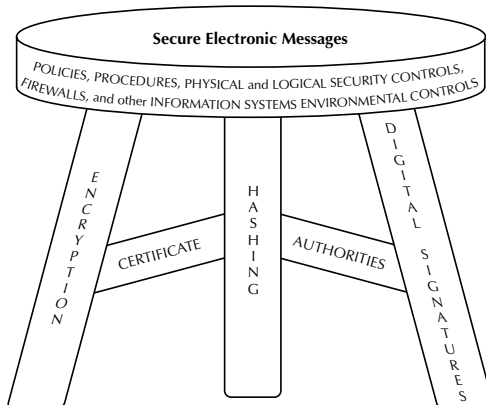 Secure Electronic Messages
POLICIES, PROCEDURES, PHYSICAL and LOGICAL SECURITY CONTROLS,
FIREWALLS, and other INFORMATION SYSTEMS ENVIRONMENTAL CONTROLS
ENCRYPTION
CERTIFICATE
HASHING
AUTHORITIES
DIGITAL SIGNATURES